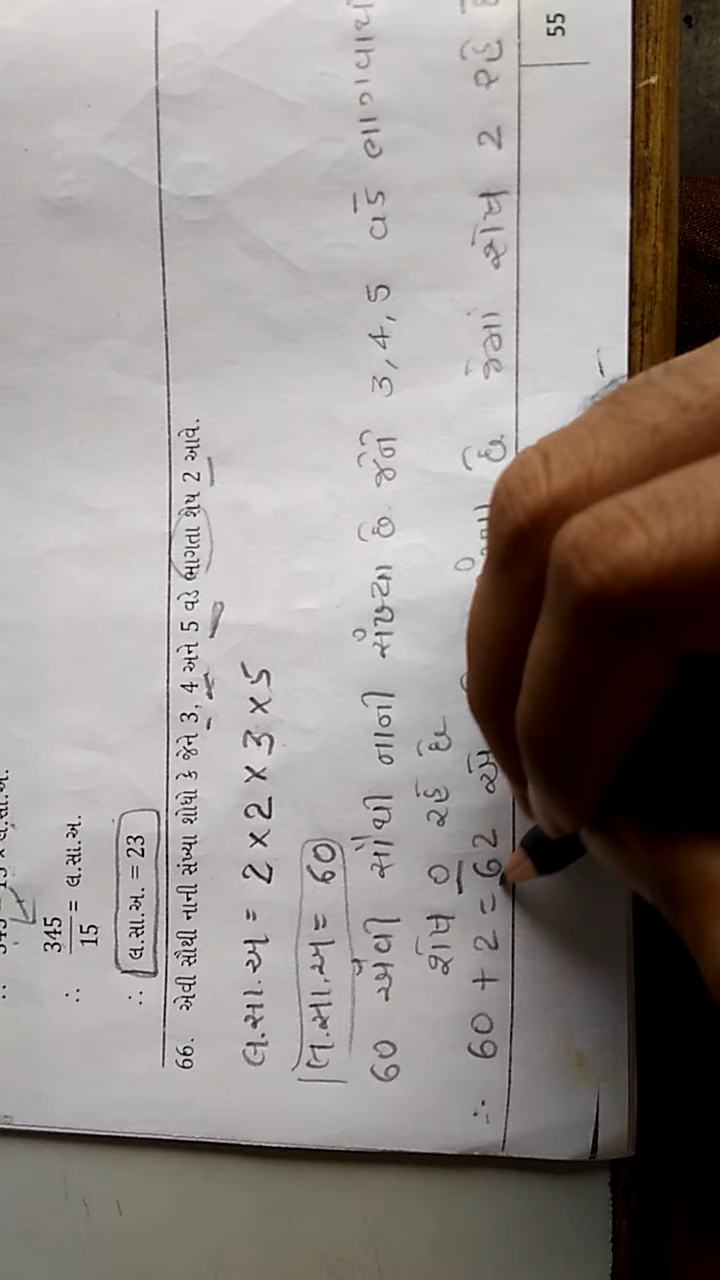 345
15 = લ.સા.અ.
∴
∴ લ.સા.અ. = 23
66. એવી સૌથી નાની સંખ્યા શોધો કે જેને 3, 4 અને 5 વડે ભાગતા શેષ 2 આવે.
લ.સા.અ = 2 × 2 × 3 × 5
લ.સા.અ = 60
60 એવી સૌથી નાની સંખ્યા છે જેને 3, 4, 5 વડે ભાગવાથી
શેષ 0 રહે છે
∴ 60 + 2 = 62 છે જેમાં શેષ 2 રહે
55